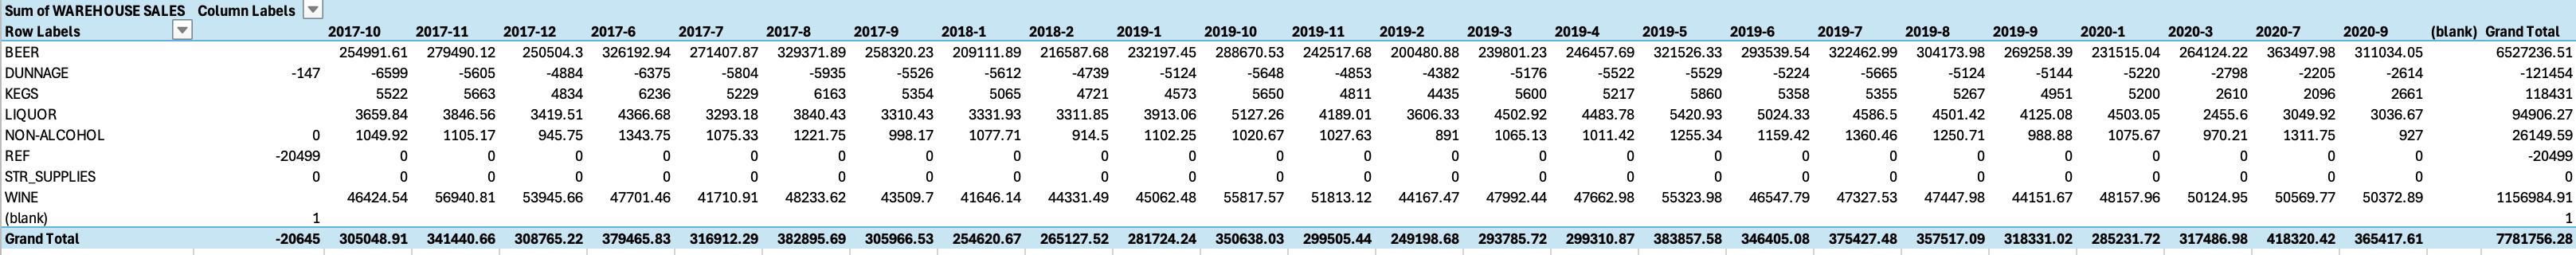 Sum of WAREHOUSE SALES Column Labels
Row Labels 2017-10 2017-11 2017-12 2017-6 2017-7 2017-8 2017-9 2018-1 2018-2 2019-1 2019-10 2019-11 2019-2 2019-3 2019-4 2019-5 2019-6 2019-7 2019-8 2019-9 2020-1 2020-3 2020-7 2020-9 (blank) Grand Total
BEER 254991.61 279490.12 250504.3 326192.94 271407.87 329371.89 258320.23 209111.89 216587.68 232197.45 288670.53 242517.68 200480.88 239801.23 246457.69 321526.33 293539.54 322462.99 304173.98 269258.39 231515.04 264124.22 363497.98 311034.05 6527236.51
DUNNAGE -147 -6599 -5605 -4884 -6375 -5804 -5935 -5526 -5612 -4739 -5124 -5648 -4853 -4382 -5176 -5522 -5529 -5224 -5665 -5124 -5144 -5220 -2798 -2205 -2614 -121454
KEGS 5522 5663 4834 6236 5229 6163 5354 5065 4721 4573 5650 4811 4435 5600 5217 5860 5358 5355 5267 4951 5200 2610 2096 2661 118431
LIQUOR 3659.84 3846.56 3419.51 4366.68 3293.18 3840.43 3310.43 3331.93 3311.85 3913.06 5127.26 4189.01 3606.33 4502.92 4483.78 5420.93 5024.33 4586.5 4501.42 4125.08 4503.05 2455.6 3049.92 3036.67 94906.27
NON-ALCOHOL 0 1049.92 1105.17 945.75 1343.75 1075.33 1221.75 998.17 1077.71 914.5 1102.25 1020.67 1027.63 891 1065.13 1011.42 1255.34 1159.42 1360.46 1250.71 988.88 1075.67 970.21 1311.75 927 26149.59
REF -20499 0 0 0 0 0 0 0 0 0 0 0 0 0 0 0 0 0 0 0 0 0 0 0 0 -20499
STR_SUPPLIES 0 0 0 0 0 0 0 0 0 0 0 0 0 0 0 0 0 0 0 0 0 0 0 0 0 0
WINE 46424.54 56940.81 53945.66 47701.46 41710.91 48233.62 43509.7 41646.14 44331.49 45062.48 55817.57 51813.12 44167.47 47992.44 47662.98 55323.98 46547.79 47327.53 47447.98 44151.67 48157.96 50124.95 50569.77 50372.89 1156984.91
(blank) 1 1
Grand Total -20645 305048.91 341440.66 308765.22 379465.83 316912.29 382895.69 305966.53 254620.67 265127.52 281724.24 350638.03 299505.44 249198.68 293785.72 299310.87 383857.58 346405.08 375427.48 357517.09 318331.02 285231.72 317486.98 418320.42 365417.61 7781756.28